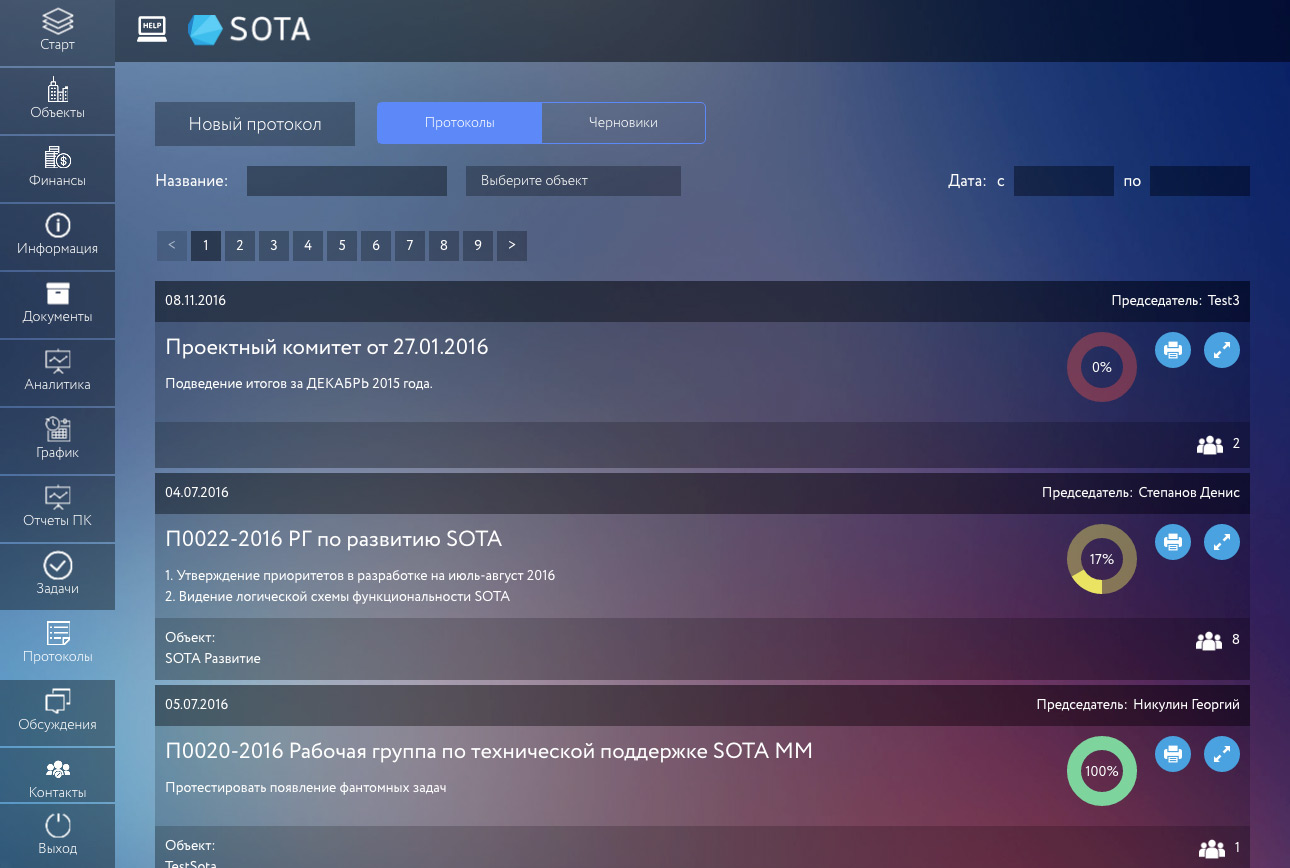 Старт
Объекты
Финансы
Информация
Документы
Аналитика
График
Отчеты ПК
Задачи
Протоколы
Обсуждения
Контакты
Выход
HELP
SOTA
Новый протокол
Протоколы
Черновики
Название:
Выберите объект
Дата: с
по
< 1 2 3 4 5 6 7 8 9 >
08.11.2016
Председатель: Test3
Проектный комитет от 27.01.2016
0%
Подведение итогов за ДЕКАБРЬ 2015 года.
2
04.07.2016
Председатель: Степанов Денис
П0022-2016 РГ по развитию SOTA
17%
1. Утверждение приоритетов в разработке на июль-август 2016
2. Видение логической схемы функциональности SOTA
Объект:
SOTA Развитие
8
05.07.2016
Председатель: Никулин Георгий
П0020-2016 Рабочая группа по технической поддержке SOTA ММ
100%
Протестировать появление фантомных задач
Объект:
TestSota
1